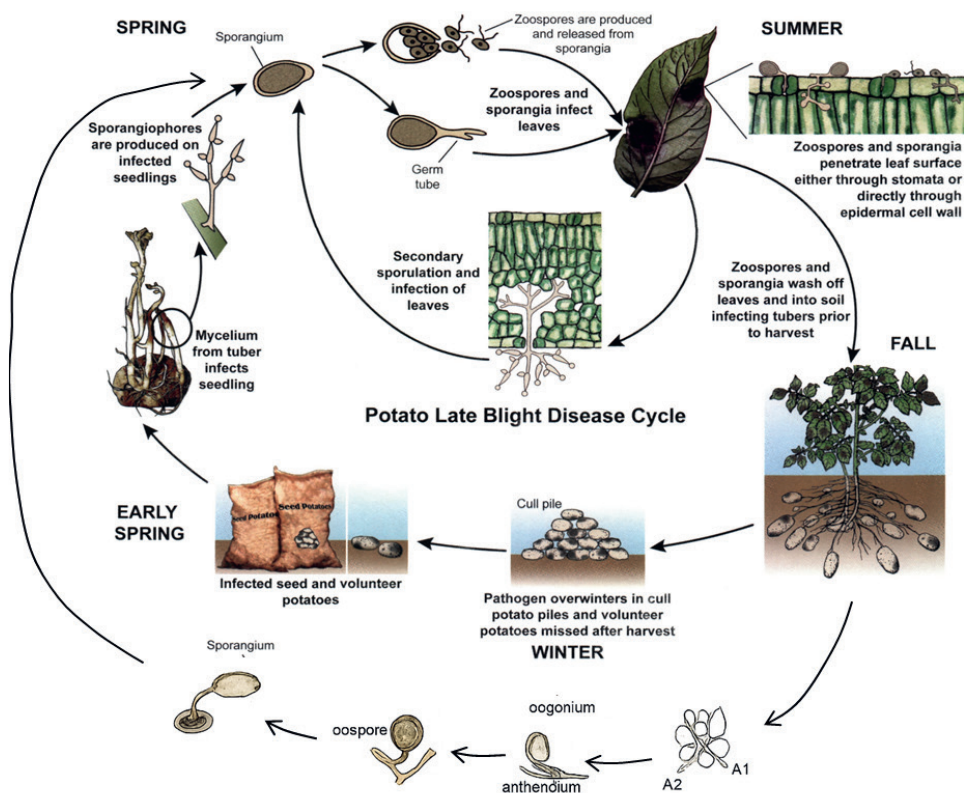 SPRING
Sporangium
Zoospores are produced
and released from
sporangia
SUMMER
Zoospores and
sporangia infect
leaves
Sporangiophores
are produced on
infected
seedlings
Germ
tube
Zoospores and sporangia
penetrate leaf surface
either through stomata or
directly through
epidermal cell wall
Secondary
sporulation and
infection of
leaves
Zoospores and
sporangia wash off
leaves and into soil
infecting tubers prior
to harvest
Mycelium
from tuber
infects
seedling
FALL
Potato Late Blight Disease Cycle
EARLY
SPRING
Seed Potatoes
Seed Potatoes
Cull pile
Infected seed and volunteer
potatoes
Pathogen overwinters in cull
potato piles and volunteer
potatoes missed after harvest
WINTER
Sporangium
oospore
oogonium
anthendium
A2
A1